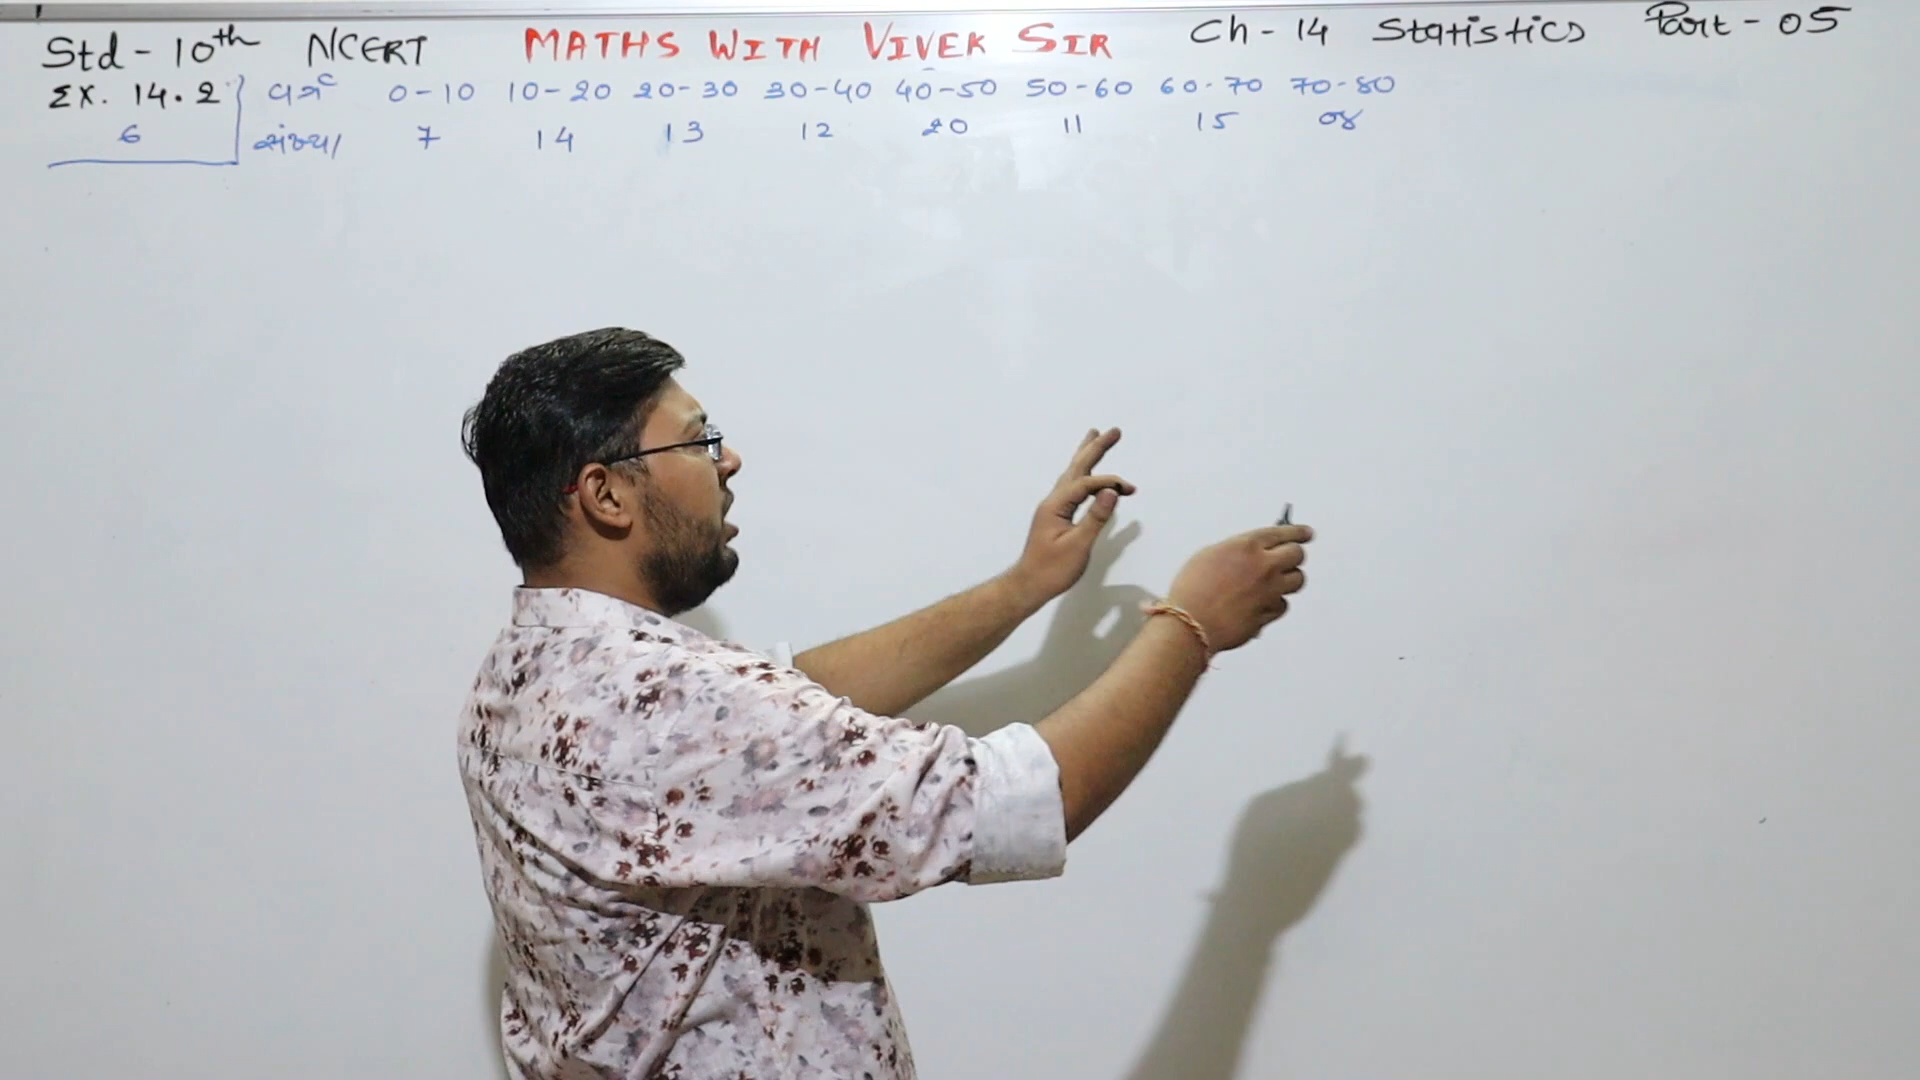 Std - 10th NCERT MATHS WITH VIVEK SIR Ch - 14 Statistics Part - 05
Ex. 14.2 વર્ગ 0-10 10-20 20-30 30-40 40-50 50-60 60-70 70-80
6 સંખ્યા 7 14 13 12 20 11 15 08